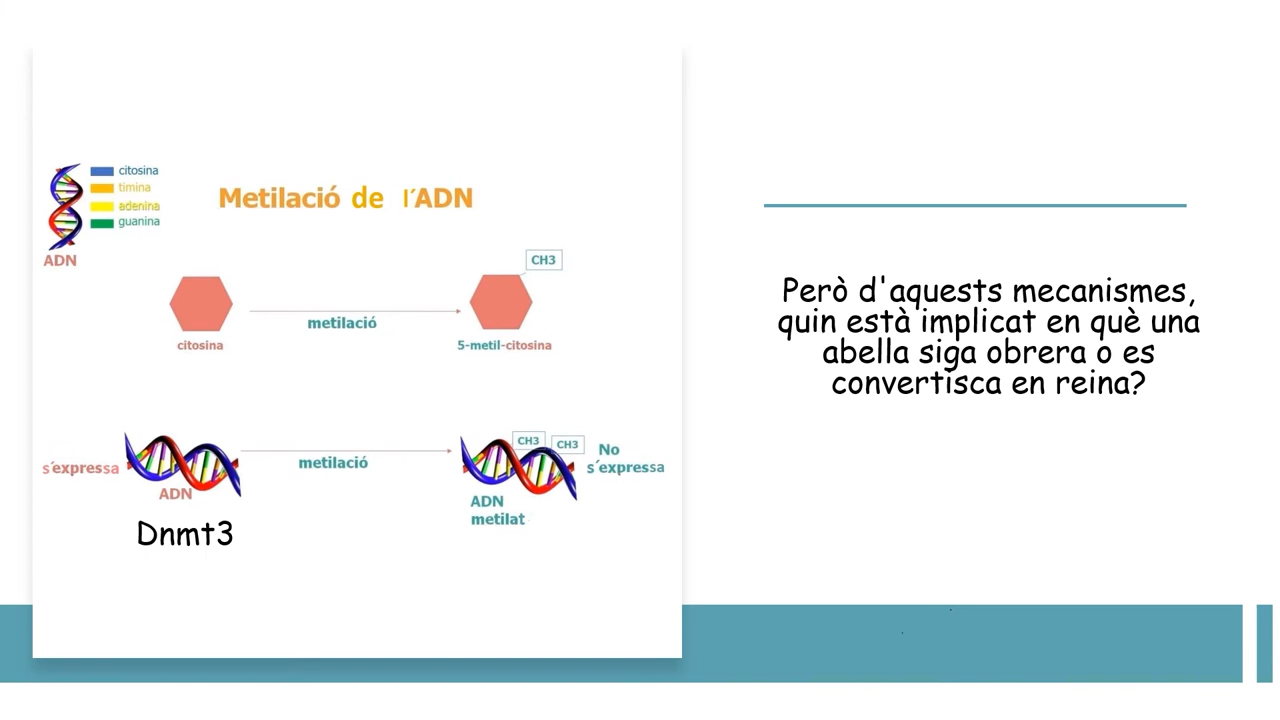 citosina
timina
adenina
guanina
ADN
Metilació de l´ADN
CH3
metilació
citosina
5-metil-citosina
s´expressa
ADN
metilació
CH3
CH3
No
s´expressa
ADN
metilat
Dnmt3
Però d'aquests mecanismes,
quin està implicat en què una
abella siga obrera o es
convertisca en reina?